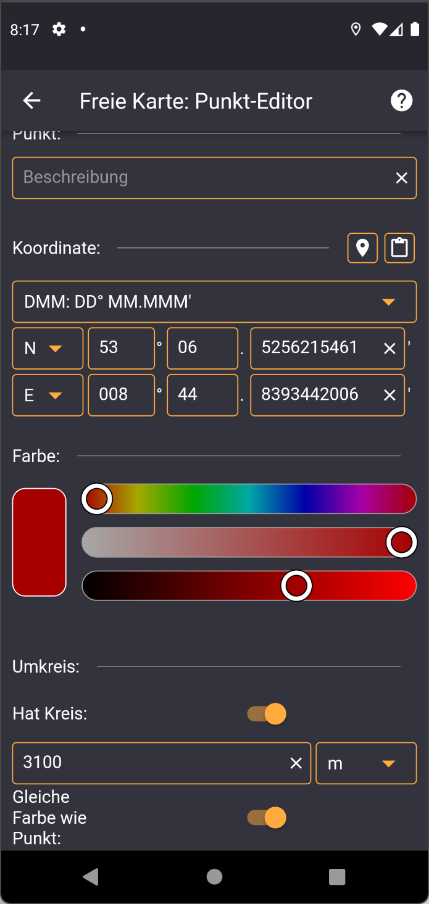 8:17
Freie Karte: Punkt-Editor
Punkt:
Beschreibung
Koordinate:
DMM: DD° MM.MMM'
N 53 ° 06 . 5256215461 '
E 008 ° 44 . 8393442006 '
Farbe:
Umkreis:
Hat Kreis:
3100 m
Gleiche
Farbe wie
Punkt: